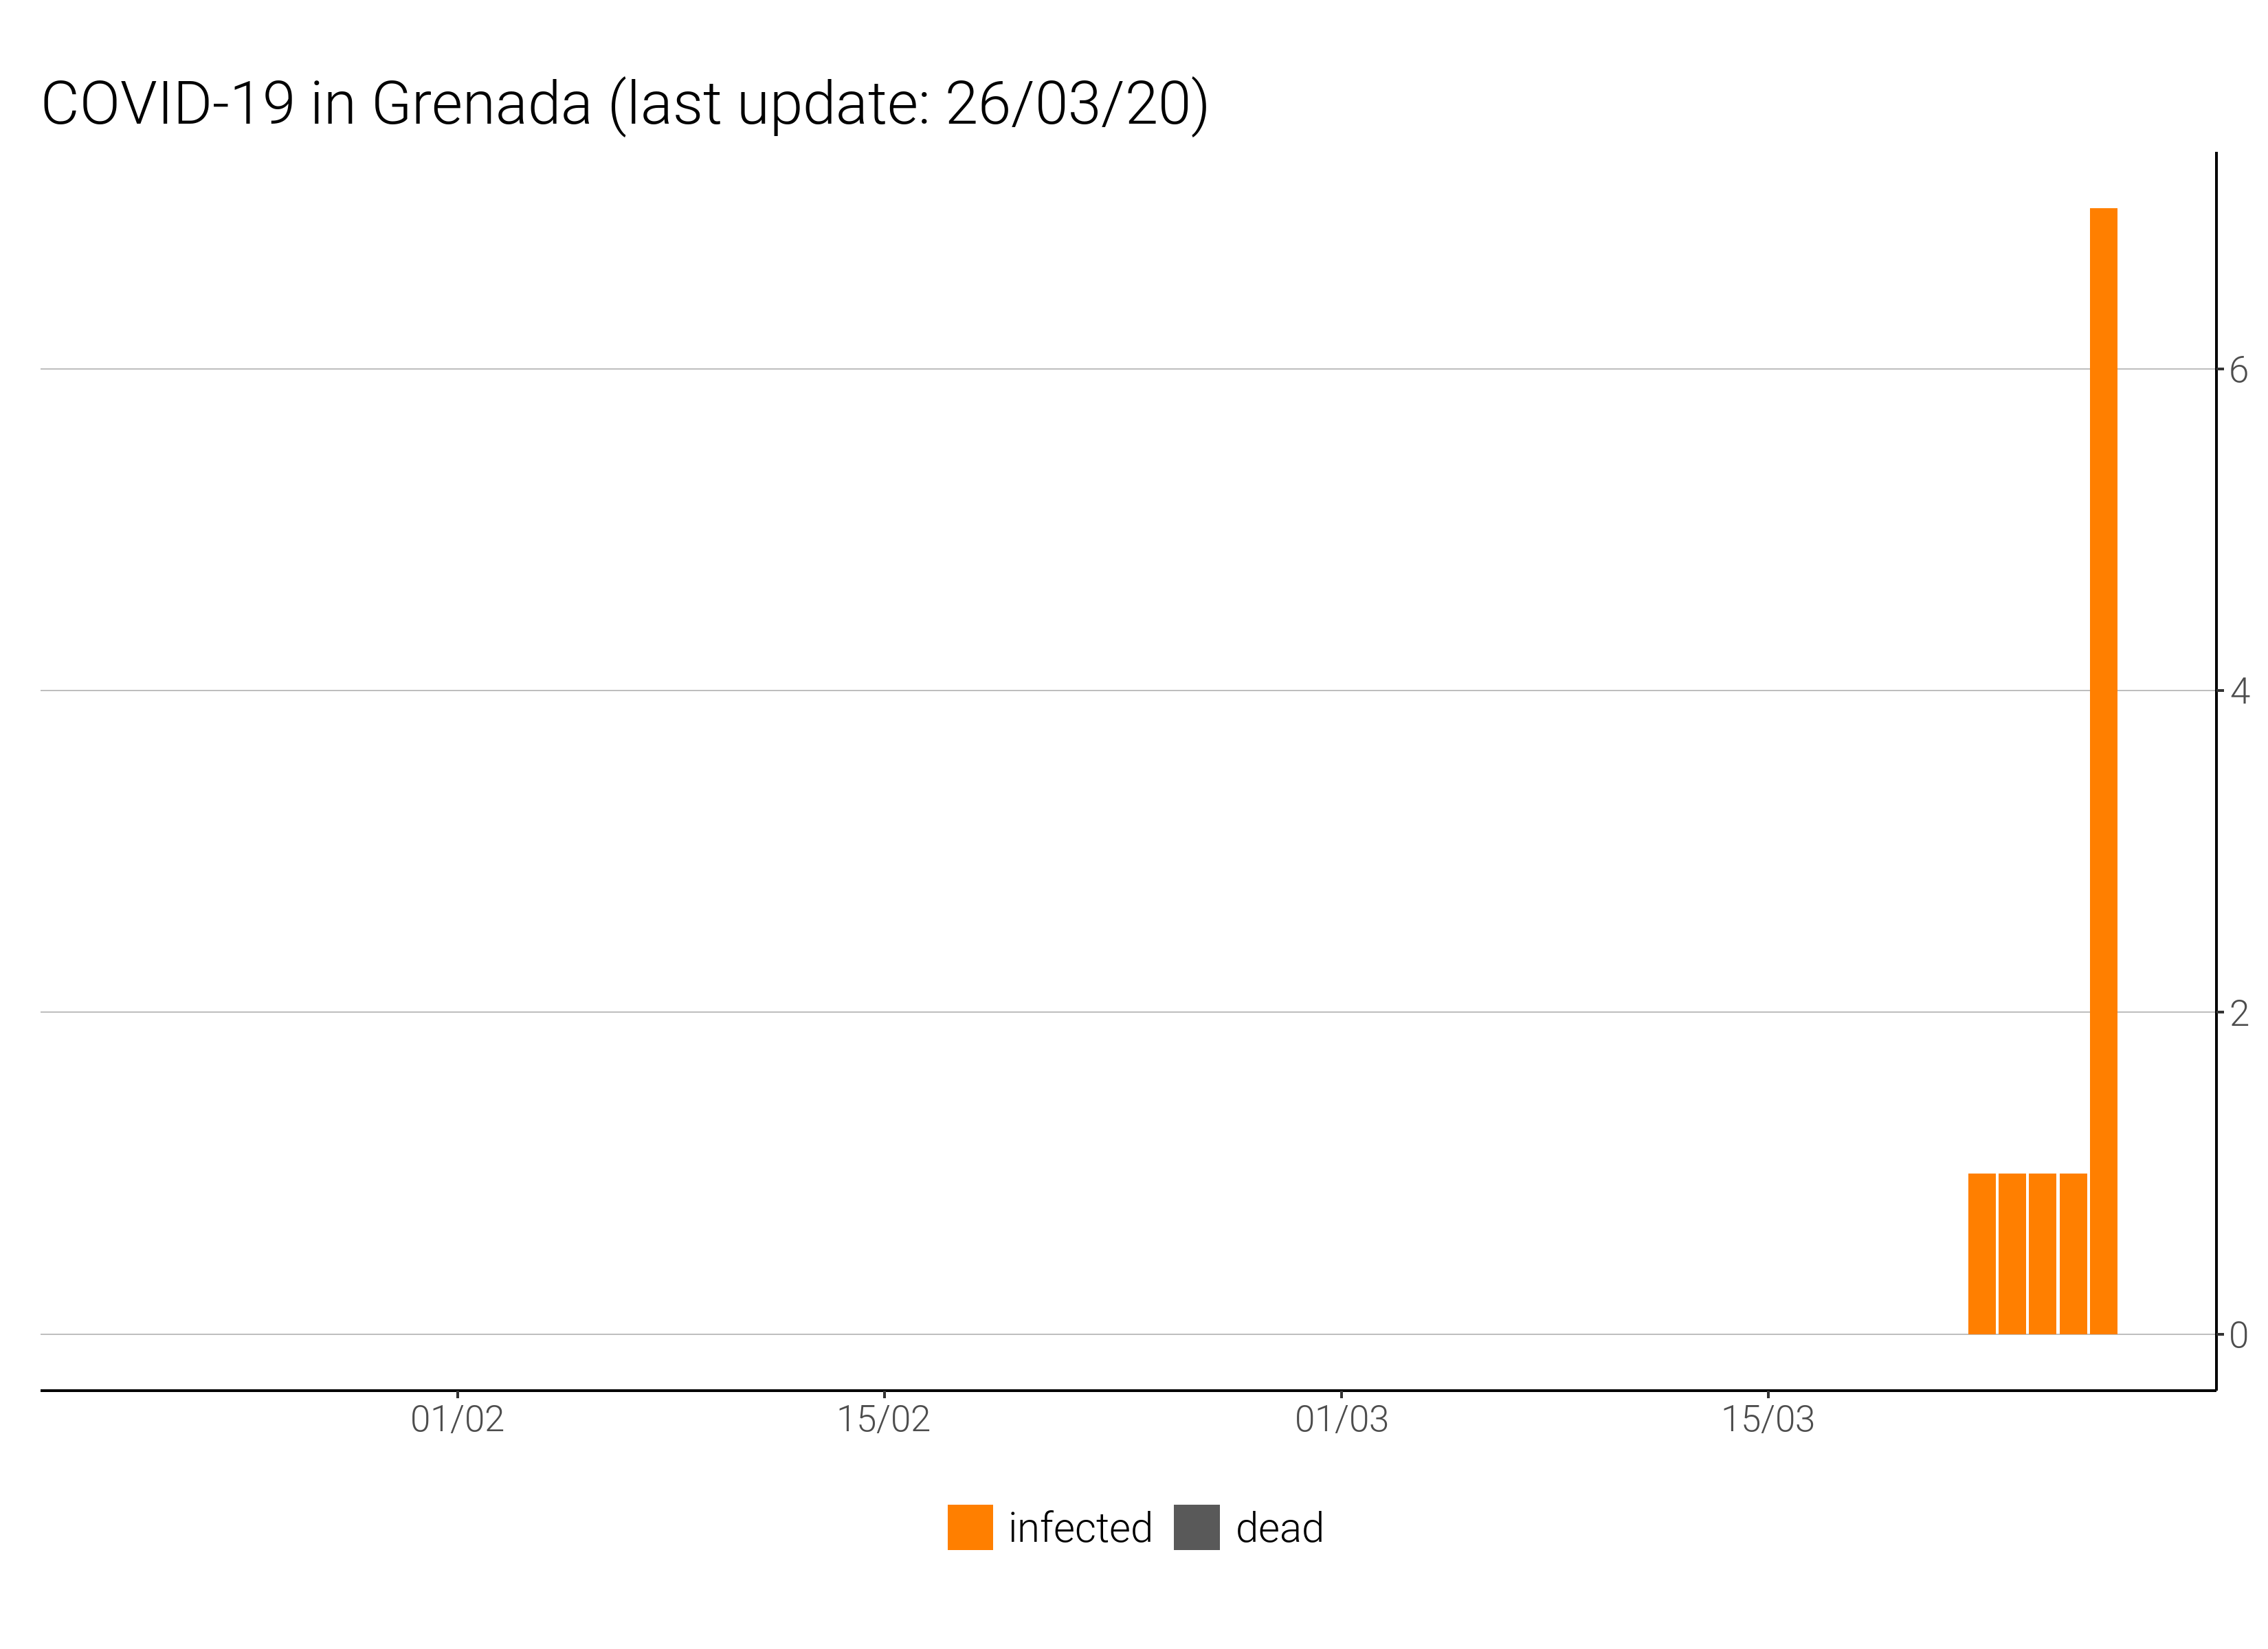 COVID-19 in Grenada (last update: 26/03/20)
6
4
2
0
01/02 15/02 01/03 15/03
infected dead